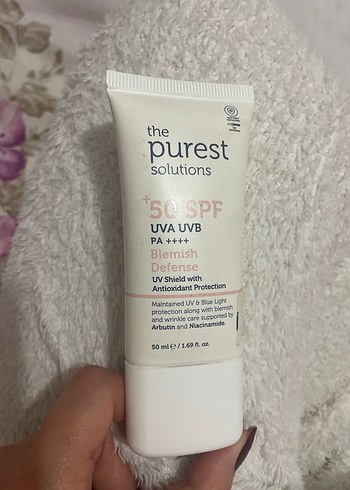 the
purest
solutions
+50 SPF
UVA UVB
PA ++++
Blemish
Defense
UV Shield with
Antioxidant Protection
Maintained UV & Blue Light
protection along with blemish
and wrinkle care supported by
Arbutin and Niacinamide.
50 ml ℮ / 1.69 fl. oz.